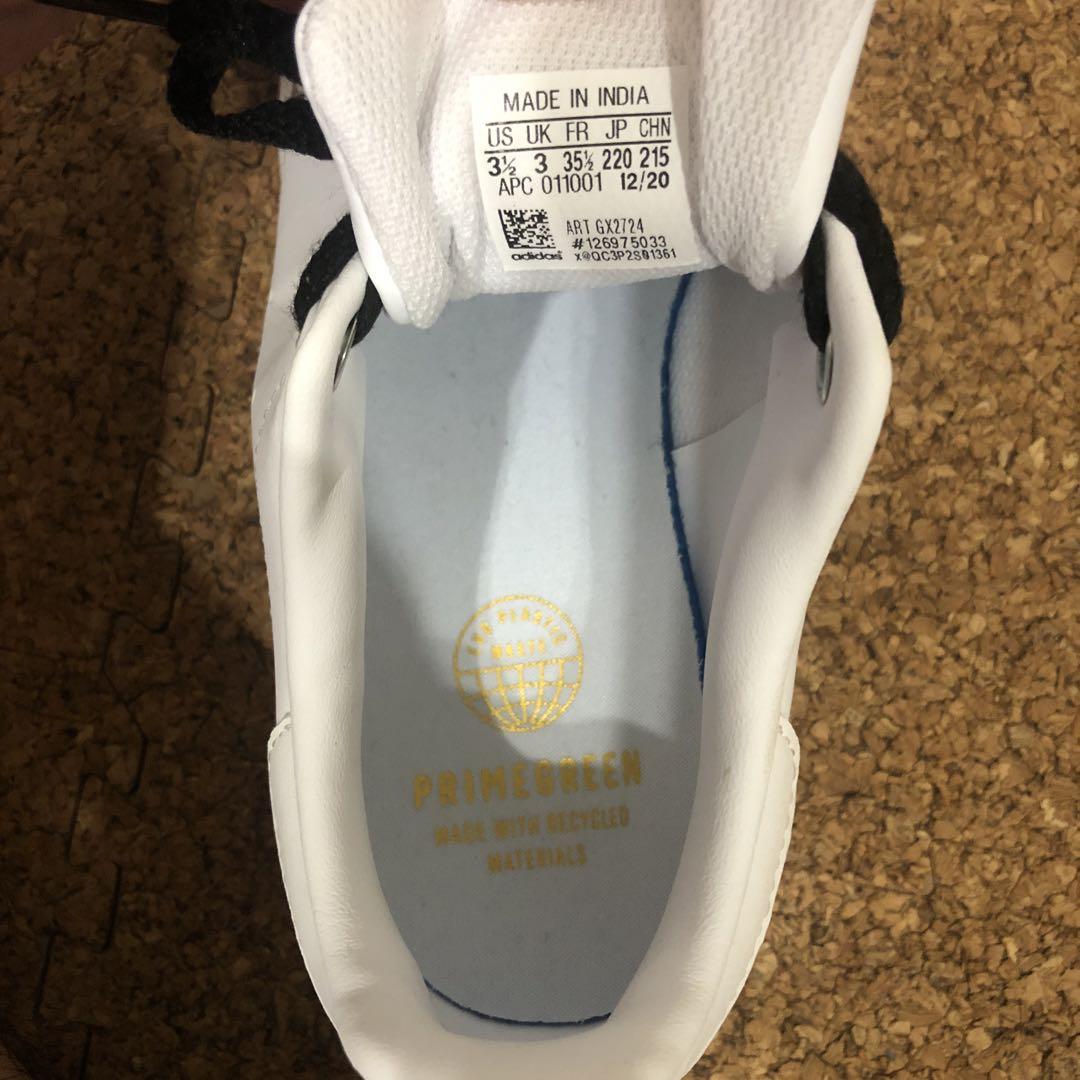 MADE IN INDIA
US UK FR JP CHN
3½ 3 35½ 220 215
APC 011001 12/20
ART GX2724
#126975033
adidas x@QC3P2S01361
END PLASTIC
WASTE
PRIMEGREEN
MADE WITH RECYCLED
MATERIALS